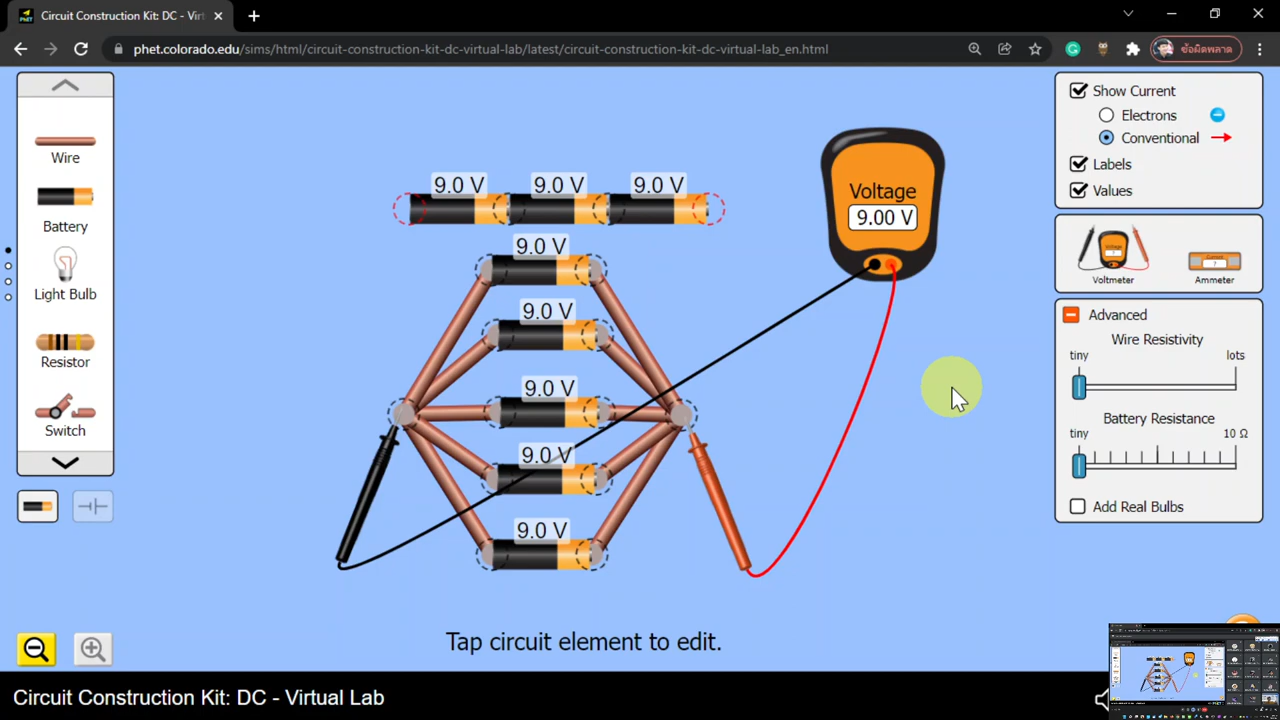 Circuit Construction Kit: DC - Virt
phet.colorado.edu/sims/html/circuit-construction-kit-dc-virtual-lab/latest/circuit-construction-kit-dc-virtual-lab_en.html
ข้อผิดพลาด
Wire
Battery
Light Bulb
Resistor
Switch
9.0 V 9.0 V 9.0 V
9.0 V
9.0 V
9.0 V
9.0 V
9.0 V
Voltage
9.00 V
Show Current
Electrons
Conventional
Labels
Values
Voltmeter
Current
Ammeter
Advanced
Wire Resistivity
tiny lots
Battery Resistance
tiny 10 Ω
Add Real Bulbs
Tap circuit element to edit.
Circuit Construction Kit: DC - Virtual Lab